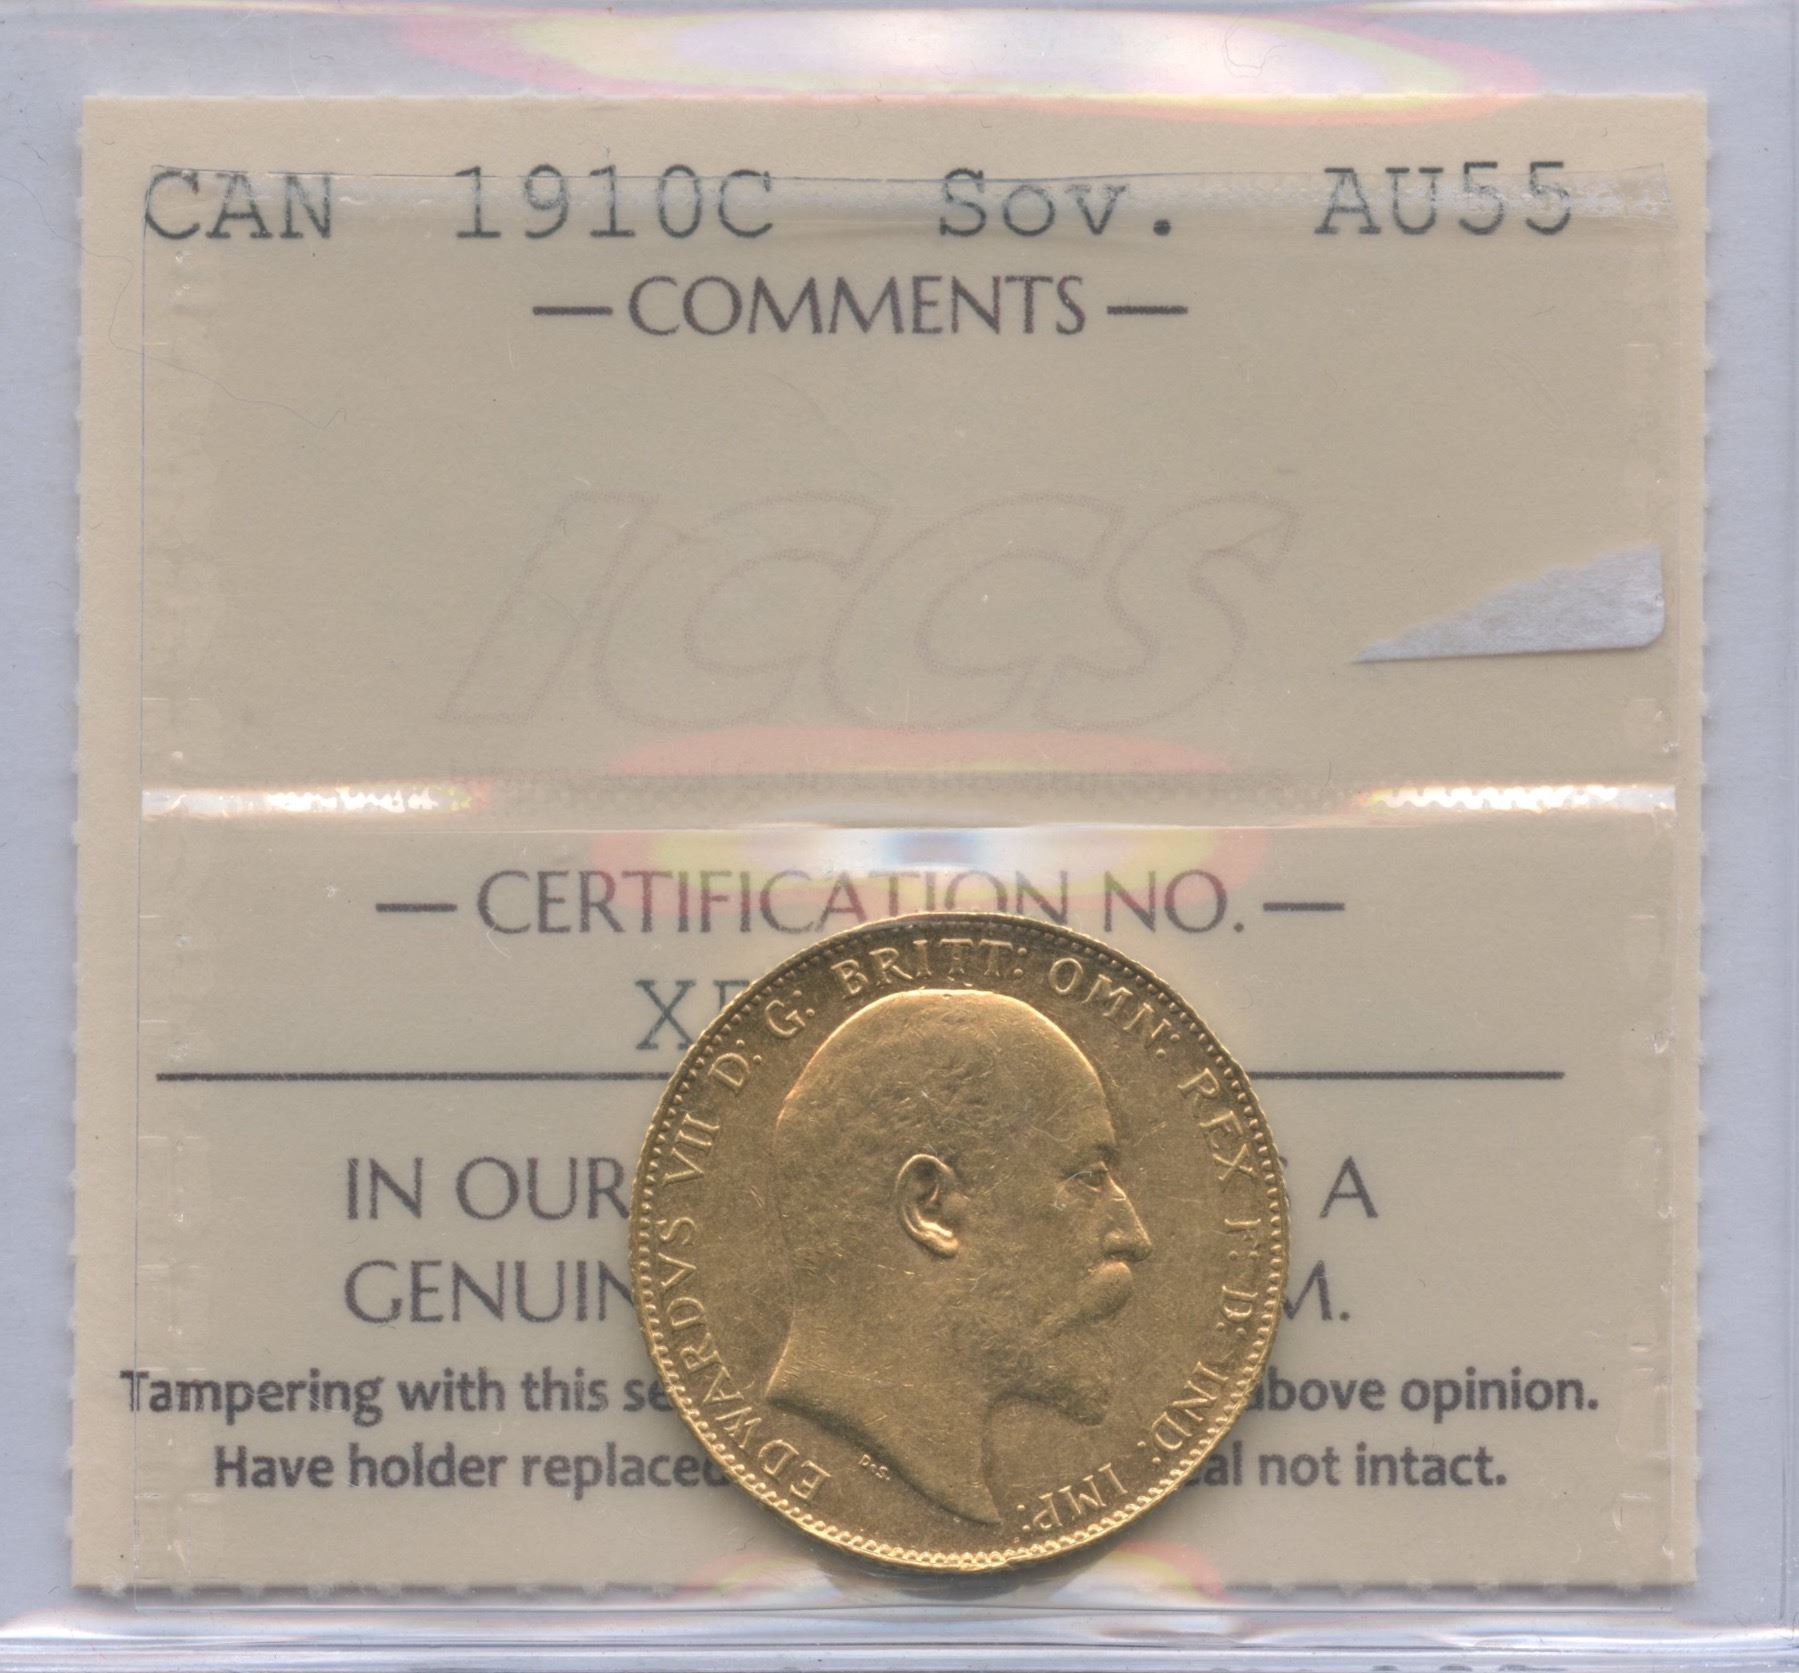 CAN 1910C Sov. AU55
— COMMENTS —
ICCS
— CERTIFICATION NO. —
IN OUR A
GENUIN M.
Tampering with this se bove opinion.
Have holder replaced al not intact.
EDWARDVS VII D: G: BRITT: OMN: REX F: D: IND: IMP:
D·S·